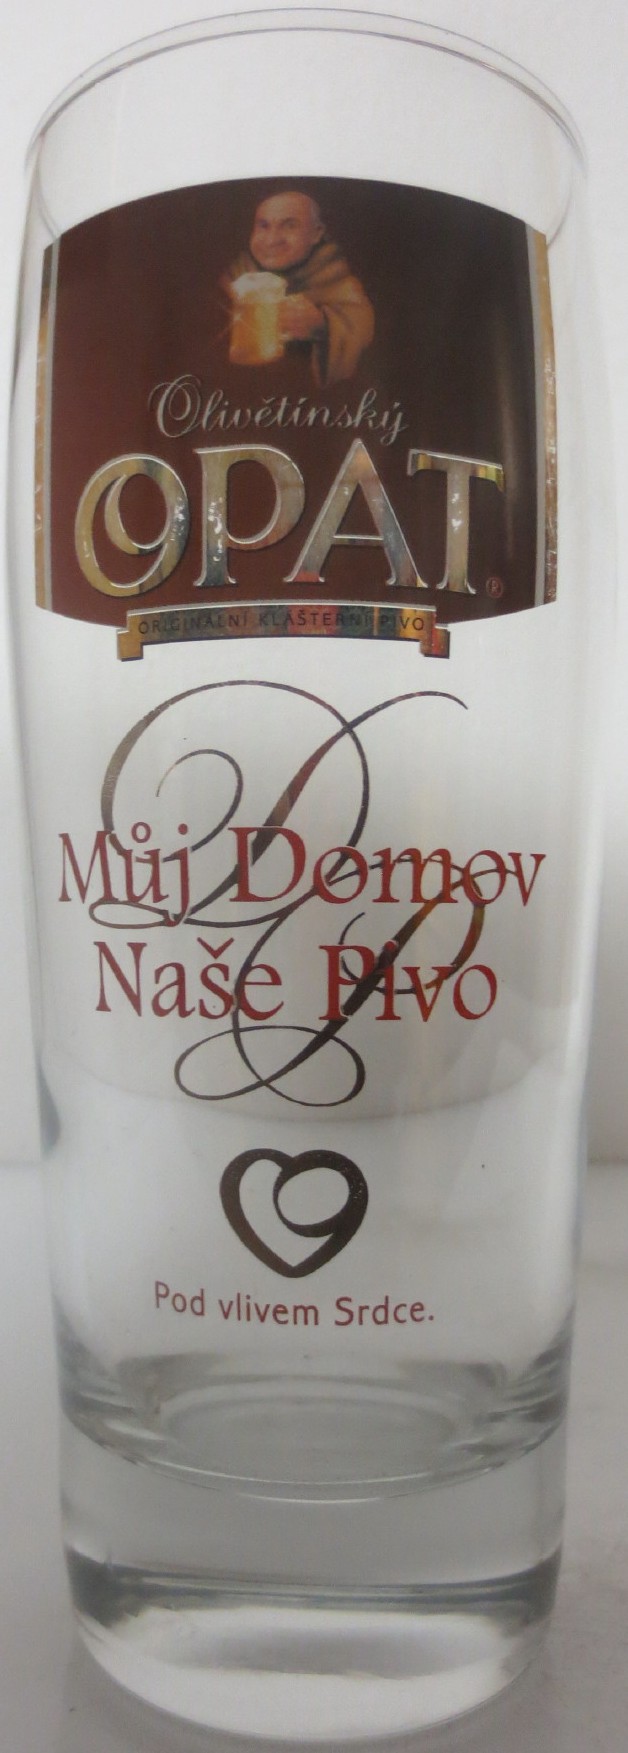 Olivětínský
OPAT®
ORIGINÁLNÍ KLÁŠTERNÍ PIVO
Můj Domov
Naše Pivo
Pod vlivem Srdce.